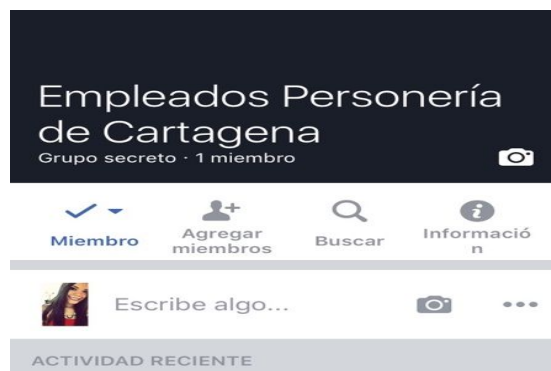 Empleados Personería
de Cartagena
Grupo secreto · 1 miembro
Miembro
Agregar
miembros
Buscar
Informació
n
Escribe algo...
ACTIVIDAD RECIENTE